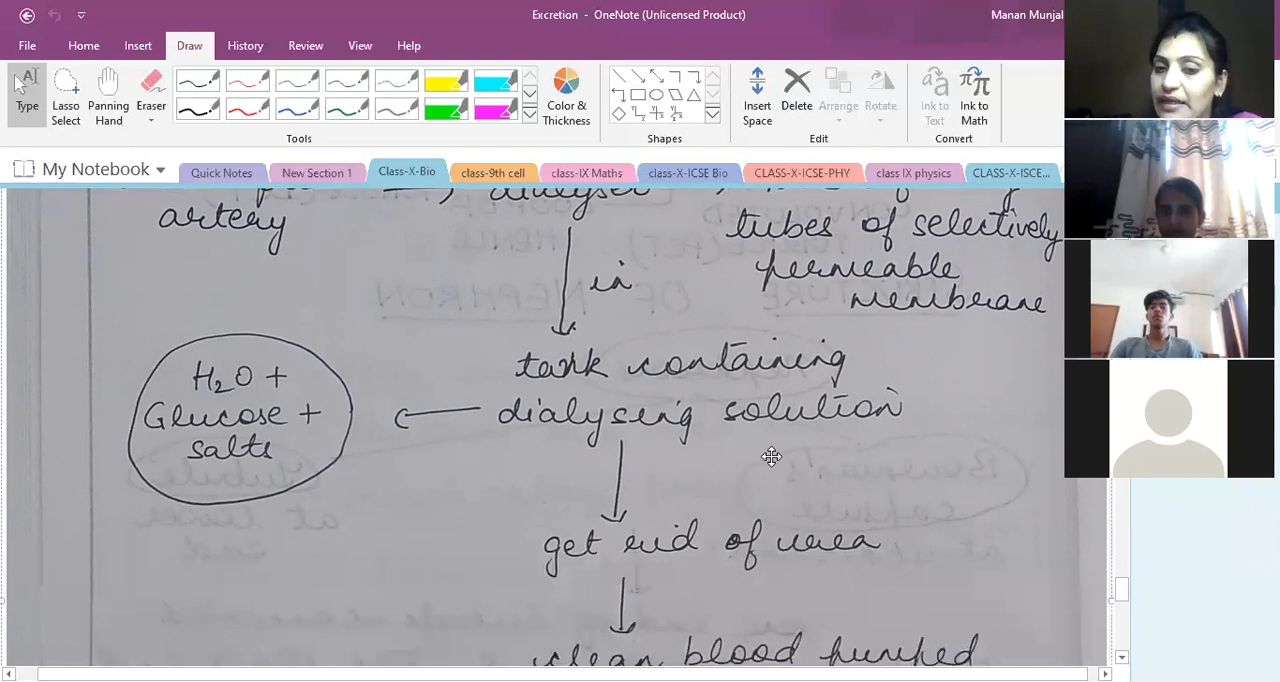 Excretion - OneNote (Unlicensed Product)
Manan Munjal
File Home Insert Draw History Review View Help
Type
Lasso Select
Panning Hand
Eraser
Color & Thickness
Insert Space
Delete
Arrange
Rotate
Ink to Text
Ink to Math
Tools
Shapes
Edit
Convert
My Notebook
Quick Notes
New Section 1
Class-X-Bio
class-9th cell
class-IX Maths
class-X-ICSE Bio
CLASS-X-ICSE-PHY
class IX physics
CLASS-X-ISCE...
artery
dialyser
tubes of selectively
permeable
membrane
in
tank containing
dialysing solution
H₂O +
Glucose +
salts
get rid of urea
clean blood pumped